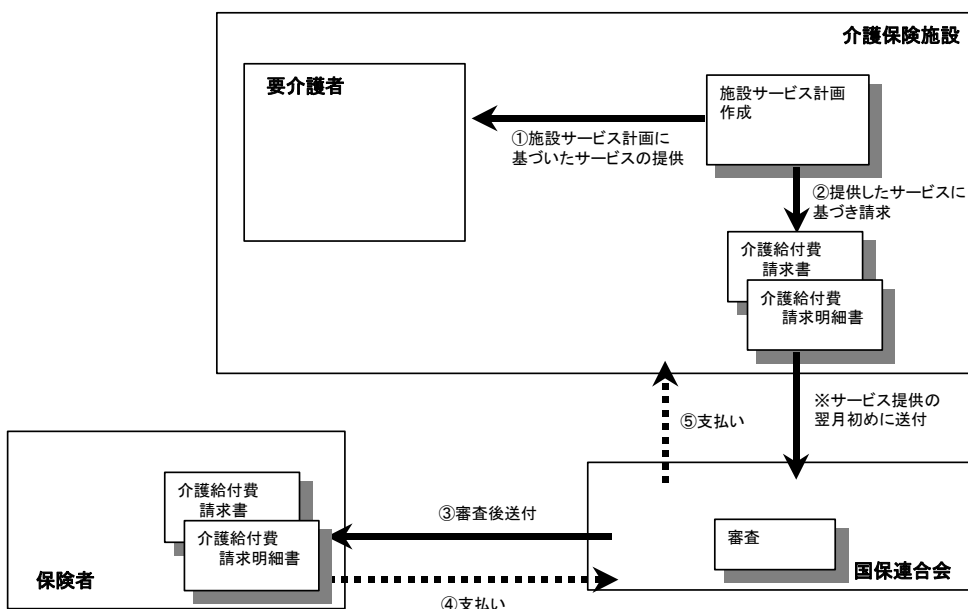 介護保険施設
要介護者
施設サービス計画
作成
①施設サービス計画に
基づいたサービスの提供
②提供したサービスに
基づき請求
介護給付費
請求書
介護給付費
請求明細書
※サービス提供の
翌月初めに送付
⑤支払い
介護給付費
請求書
介護給付費
請求明細書
③審査後送付
審査
保険者
国保連合会
④支払い